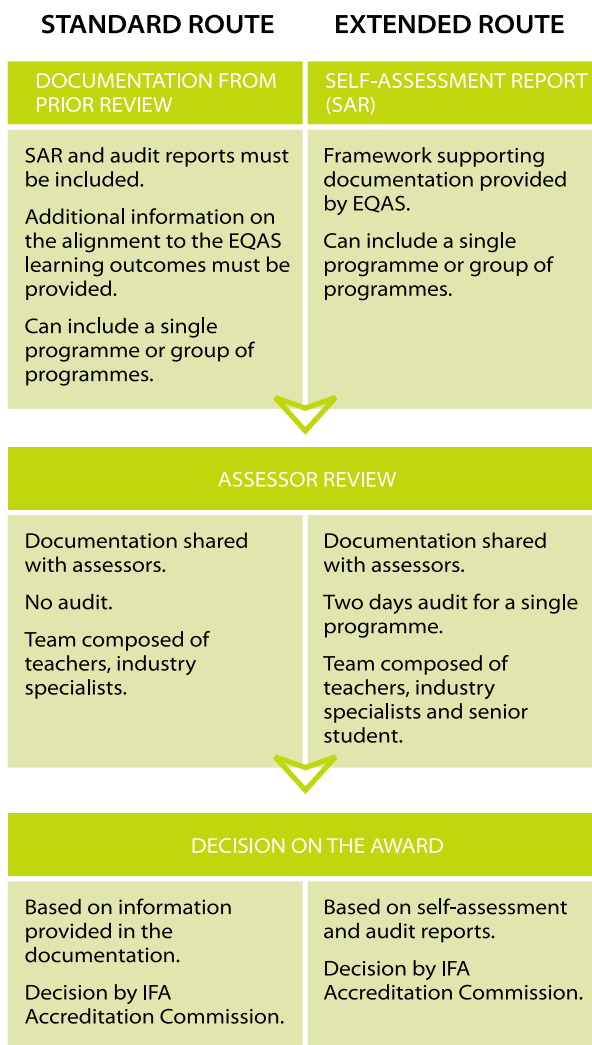 STANDARD ROUTE
EXTENDED ROUTE
DOCUMENTATION FROM
PRIOR REVIEW
SELF-ASSESSMENT REPORT
(SAR)
SAR and audit reports must
be included.
Additional information on
the alignment to the EQAS
learning outcomes must be
provided.
Can include a single
programme or group of
programmes.
Framework supporting
documentation provided
by EQAS.
Can include a single
programme or group of
programmes.
ASSESSOR REVIEW
Documentation shared
with assessors.
No audit.
Team composed of
teachers, industry
specialists.
Documentation shared
with assessors.
Two days audit for a single
programme.
Team composed of
teachers, industry
specialists and senior
student.
DECISION ON THE AWARD
Based on information
provided in the
documentation.
Decision by IFA
Accreditation Commission.
Based on self-assessment
and audit reports.
Decision by IFA
Accreditation Commission.